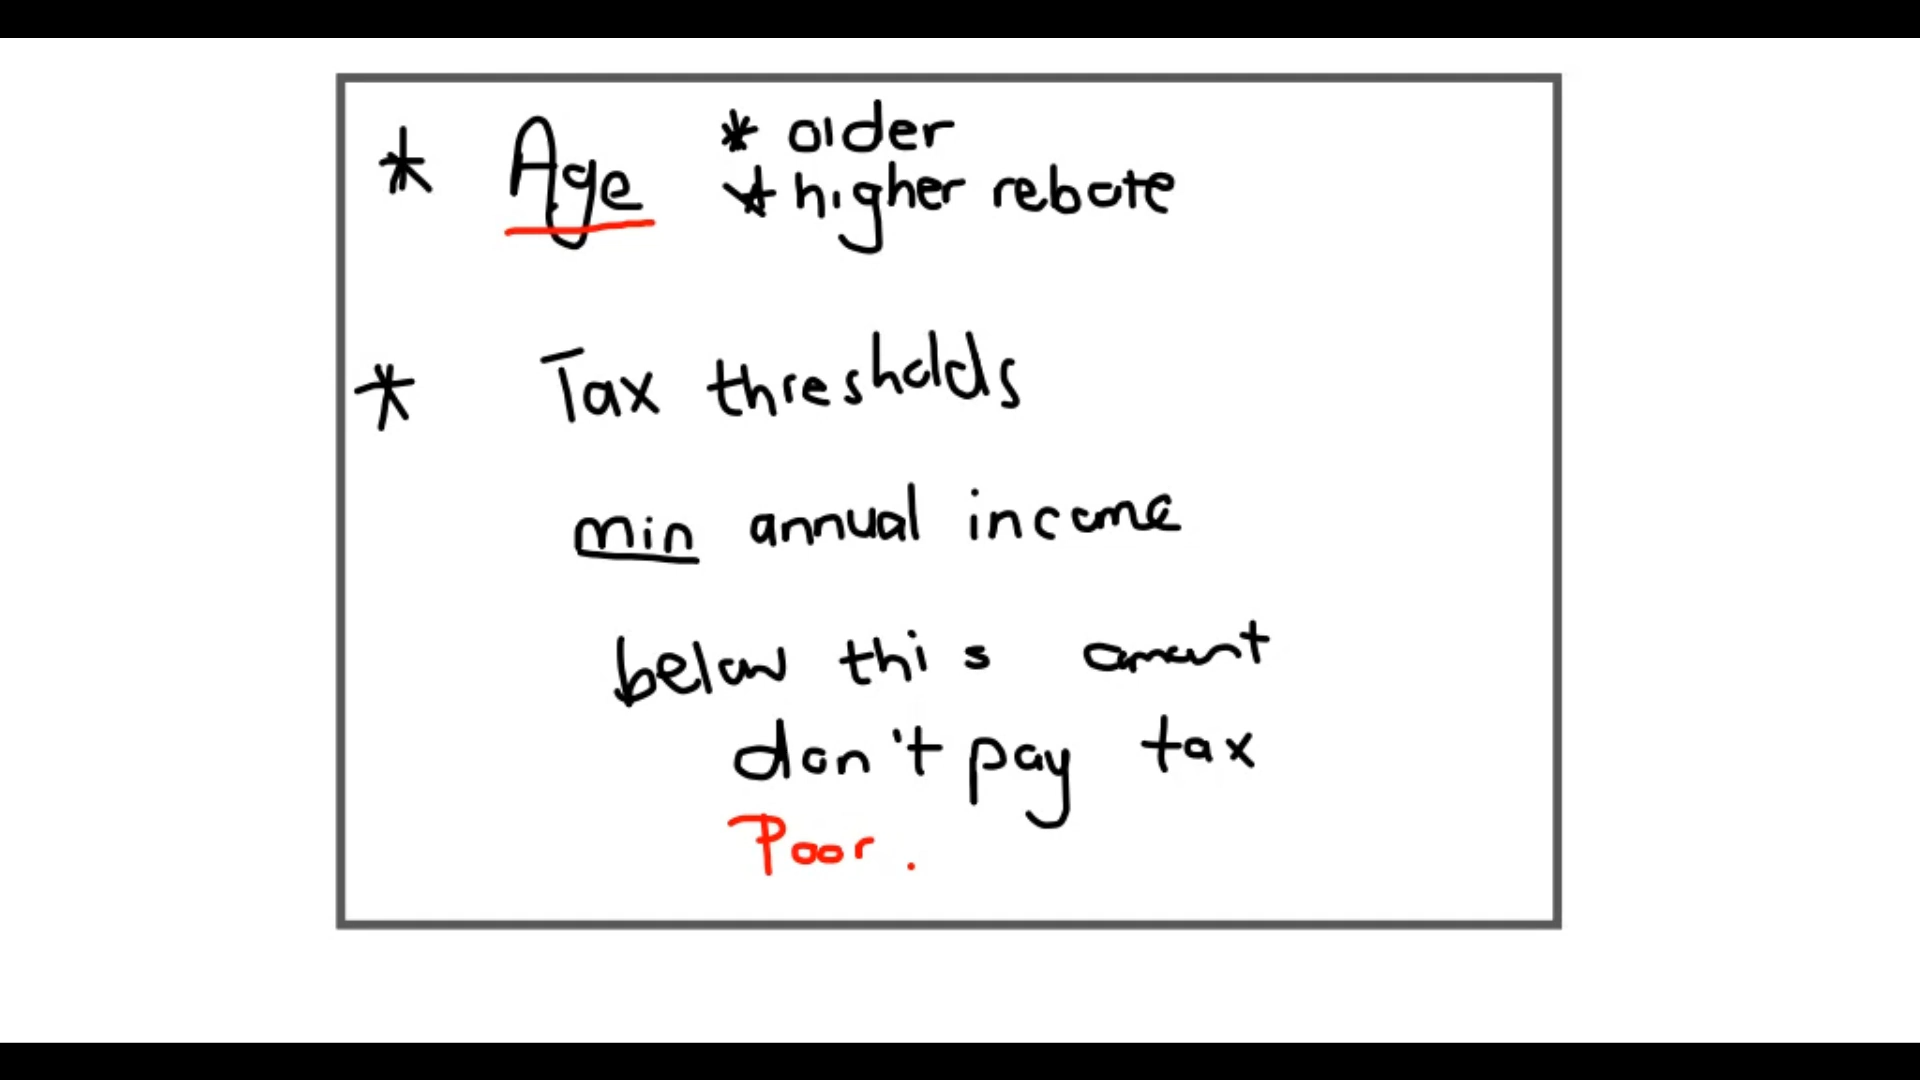 * Age * older
* higher rebate
* Tax thresholds
min annual income
below this amount
don't pay tax
Poor.